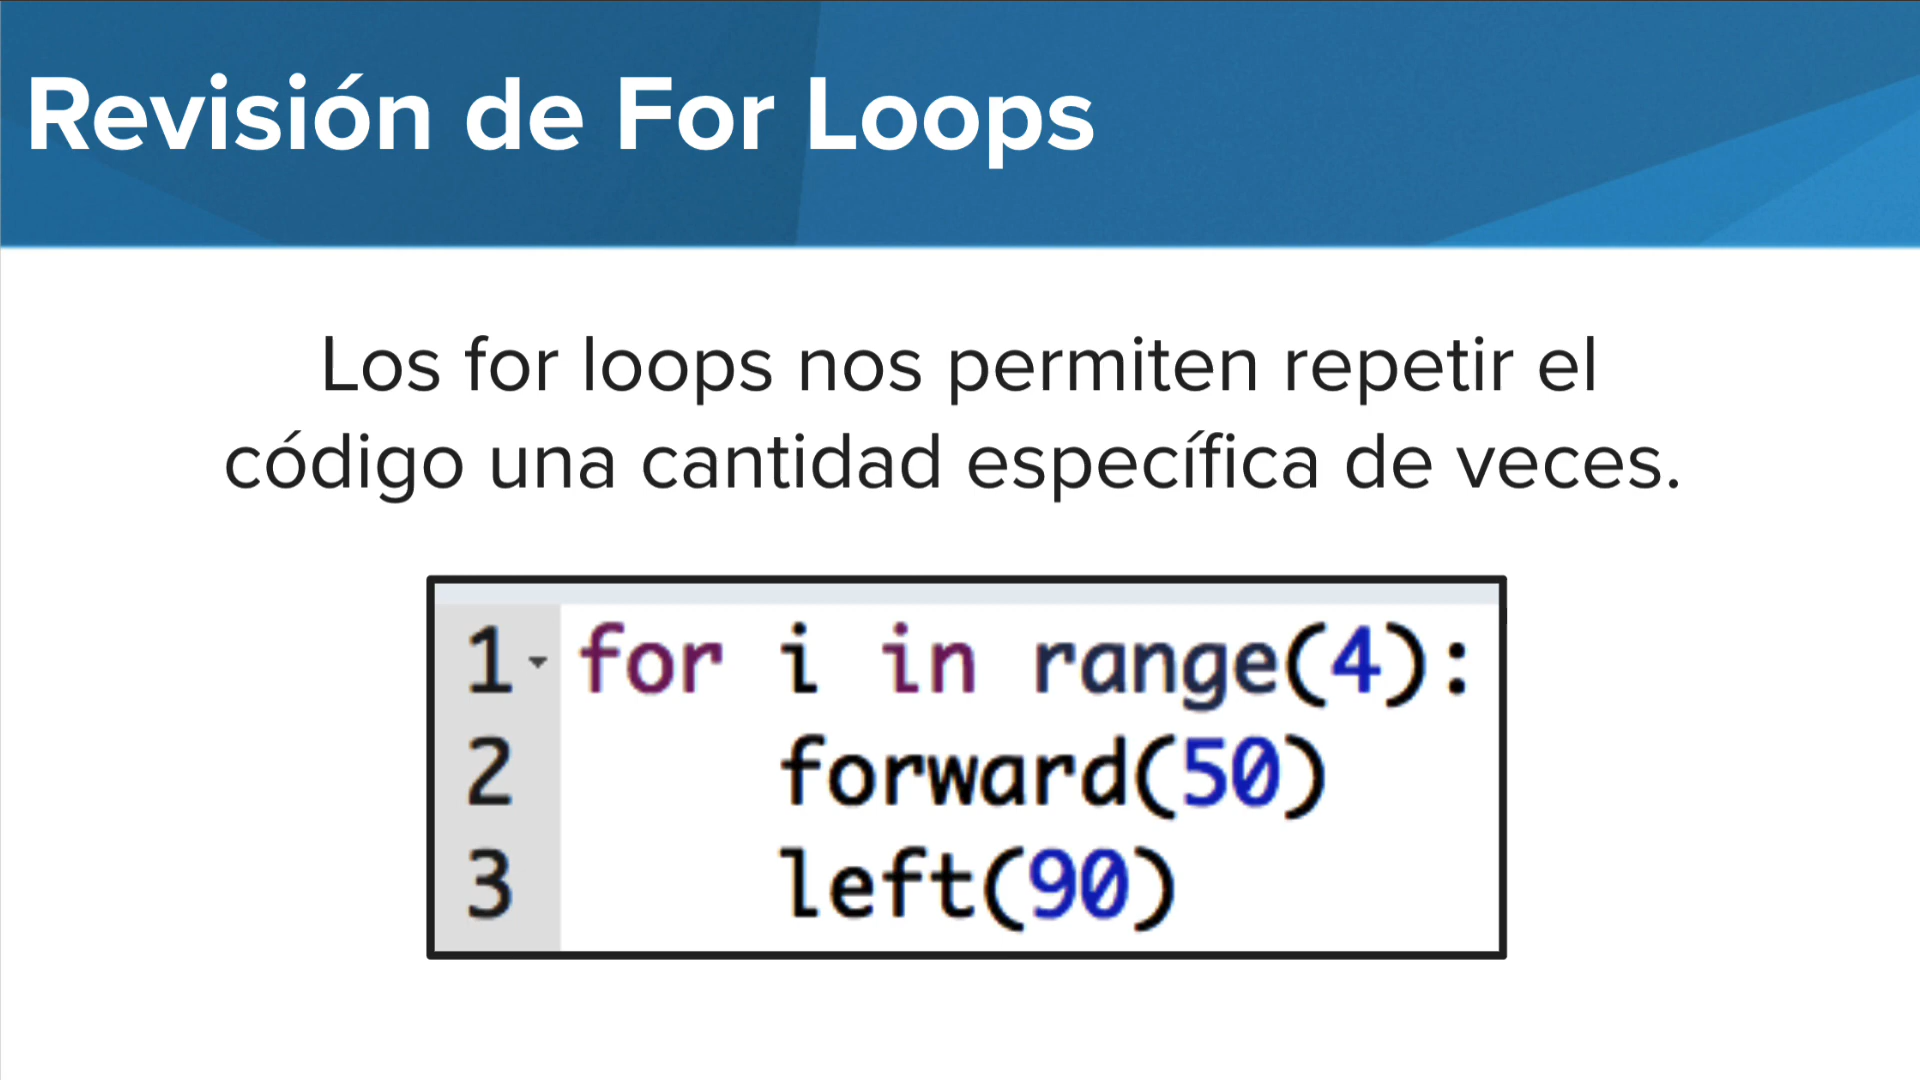 Revisión de For Loops
Los for loops nos permiten repetir el
código una cantidad específica de veces.
1 for i in range(4):
2     forward(50)
3     left(90)